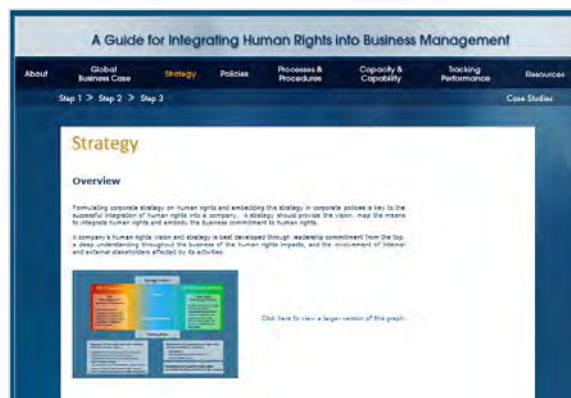 A Guide for Integrating Human Rights into Business Management
About
Global Business Case
Strategy
Policies
Processes & Procedures
Capacity & Capability
Tracking Performance
Resources
Step 1 > Step 2 > Step 3
Case Studies
Strategy
Overview
Formulating corporate strategy on human rights and embedding this strategy in corporate policies is key to the
successful integration of human rights into a company. A strategy should provide the vision, map the means
to integrate human rights and embody the business commitment to human rights.
A company's human rights vision and strategy is best developed through leadership commitment from the top,
a deep understanding throughout the business of the human rights impacts, and the involvement of internal
and external stakeholders affected by its activities.
Click here to view a larger version of this graph